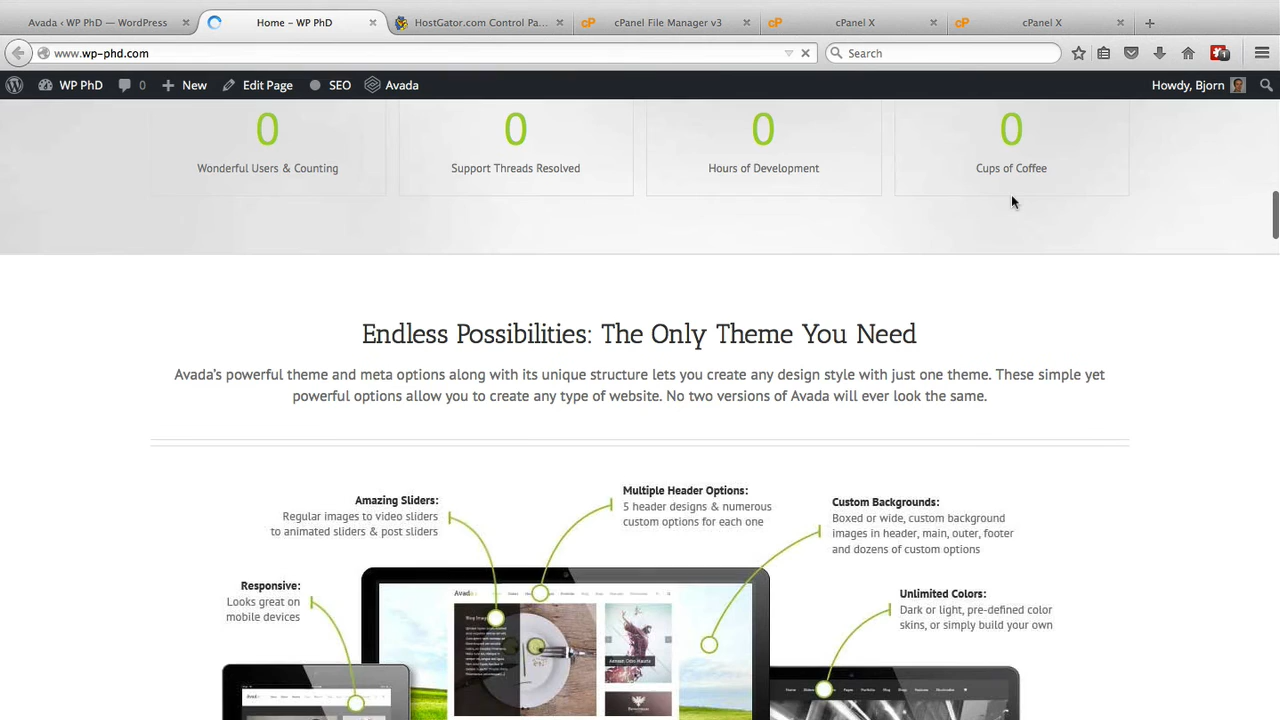 Avada ‹ WP PhD — WordPress
Home – WP PhD
HostGator.com Control Pa...
cP cPanel File Manager v3
cP cPanel X
cP cPanel X
www.wp-phd.com
Search
1
WP PhD
0
New
Edit Page
SEO
Avada
Howdy, Bjorn
0
0
0
0
Wonderful Users & Counting
Support Threads Resolved
Hours of Development
Cups of Coffee
Endless Possibilities: The Only Theme You Need
Avada's powerful theme and meta options along with its unique structure lets you create any design style with just one theme. These simple yet
powerful options allow you to create any type of website. No two versions of Avada will ever look the same.
Amazing Sliders:
Regular images to video sliders
to animated sliders & post sliders
Multiple Header Options:
5 header designs & numerous
custom options for each one
Custom Backgrounds:
Boxed or wide, custom background
images in header, main, outer, footer
and dozens of custom options
Responsive:
Looks great on
mobile devices
Unlimited Colors:
Dark or light, pre-defined color
skins, or simply build your own
Avada